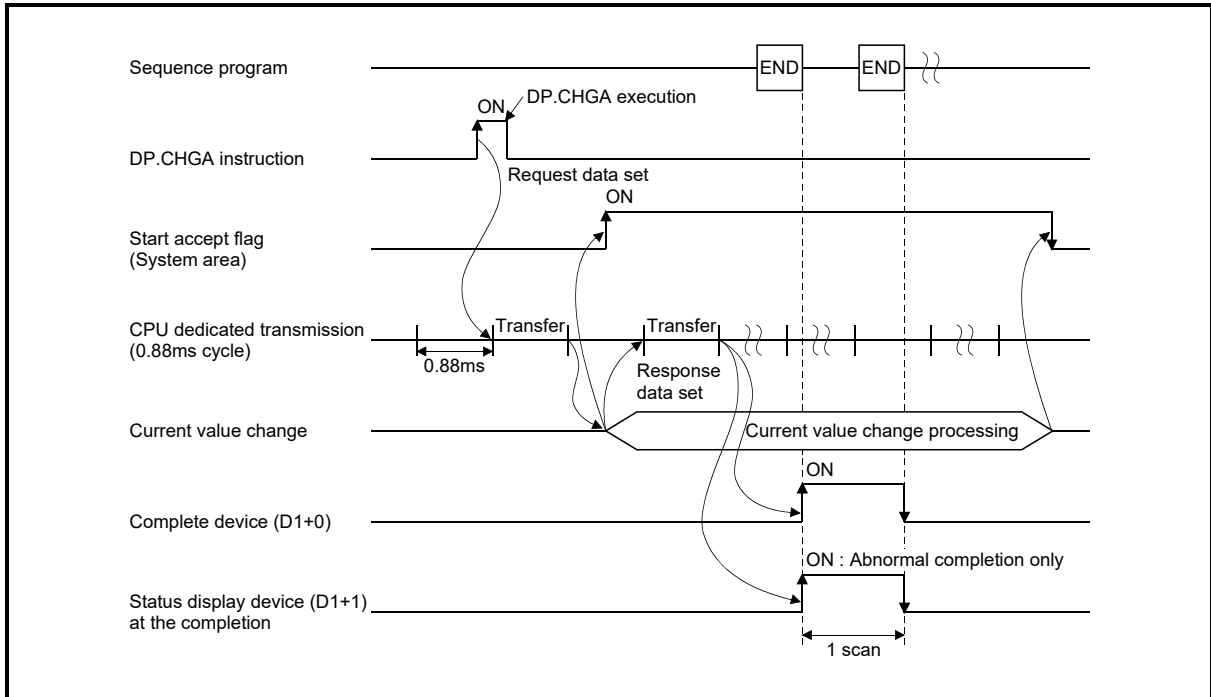 Sequence program
END
END
ON
DP.CHGA execution
DP.CHGA instruction
Request data set
ON
Start accept flag
(System area)
CPU dedicated transmission
(0.88ms cycle)
Transfer
Transfer
0.88ms
Response
data set
Current value change
Current value change processing
ON
Complete device (D1+0)
ON : Abnormal completion only
Status display device (D1+1)
at the completion
1 scan